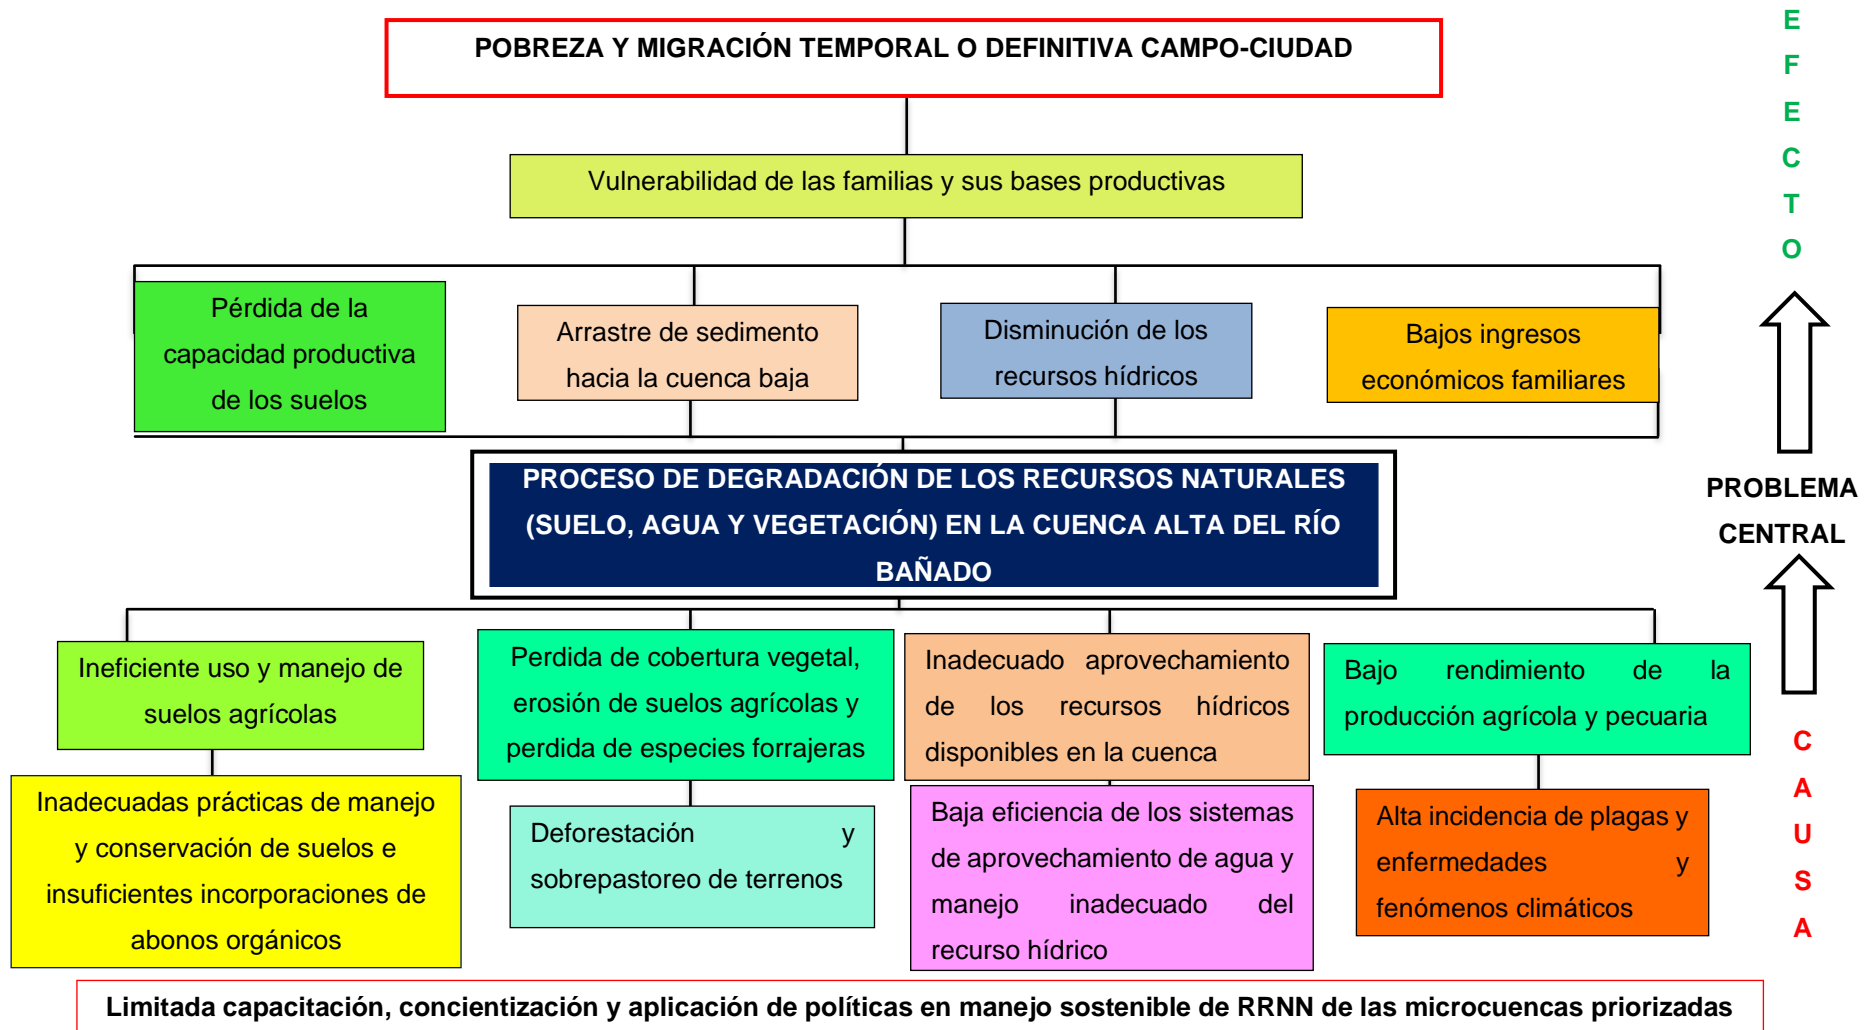 POBREZA Y MIGRACIÓN TEMPORAL O DEFINITIVA CAMPO-CIUDAD
Vulnerabilidad de las familias y sus bases productivas
Pérdida de la
capacidad productiva
de los suelos
Arrastre de sedimento
hacia la cuenca baja
Disminución de los
recursos hídricos
Bajos ingresos
económicos familiares
PROCESO DE DEGRADACIÓN DE LOS RECURSOS NATURALES
(SUELO, AGUA Y VEGETACIÓN) EN LA CUENCA ALTA DEL RÍO
BAÑADO
Ineficiente uso y manejo de
suelos agrícolas
Perdida de cobertura vegetal,
erosión de suelos agrícolas y
perdida de especies forrajeras
Inadecuado aprovechamiento
de los recursos hídricos
disponibles en la cuenca
Bajo rendimiento de la
producción agrícola y pecuaria
Inadecuadas prácticas de manejo
y conservación de suelos e
insuficientes incorporaciones de
abonos orgánicos
Deforestación y
sobrepastoreo de terrenos
Baja eficiencia de los sistemas
de aprovechamiento de agua y
manejo inadecuado del
recurso hídrico
Alta incidencia de plagas y
enfermedades y
fenómenos climáticos
Limitada capacitación, concientización y aplicación de políticas en manejo sostenible de RRNN de las microcuencas priorizadas
E
F
E
C
T
O
PROBLEMA
CENTRAL
C
A
U
S
A